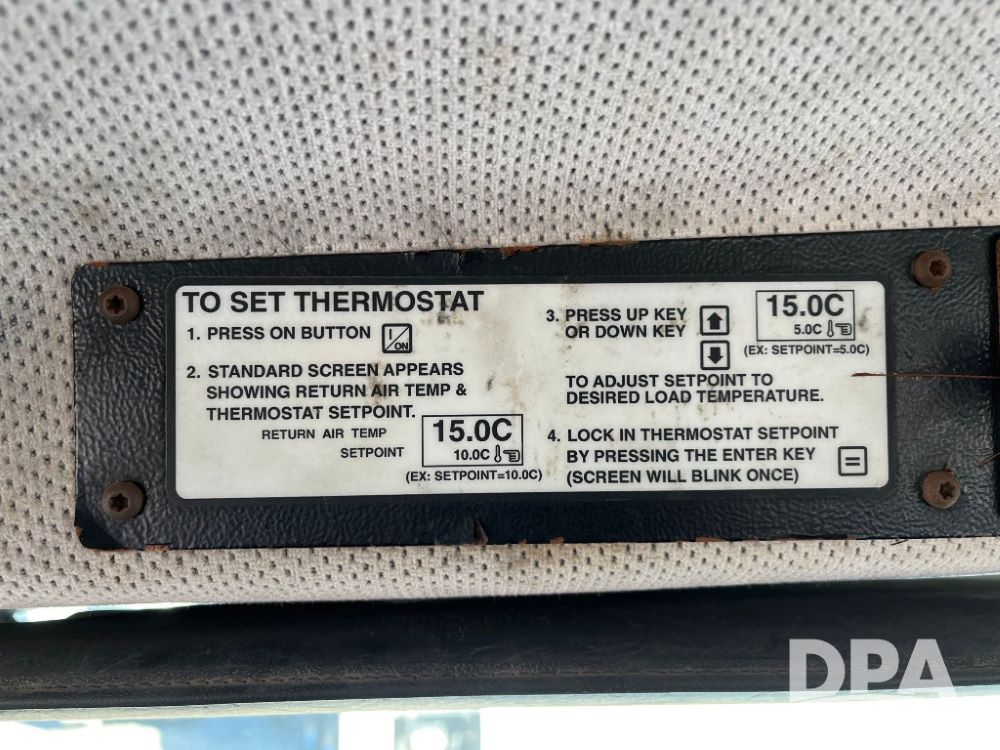 TO SET THERMOSTAT
1. PRESS ON BUTTON
I/ON
2. STANDARD SCREEN APPEARS
SHOWING RETURN AIR TEMP &
THERMOSTAT SETPOINT.
RETURN AIR TEMP 15.0C
SETPOINT 10.0C
(EX: SETPOINT=10.0C)
3. PRESS UP KEY
OR DOWN KEY
15.0C
5.0C
(EX: SETPOINT=5.0C)
TO ADJUST SETPOINT TO
DESIRED LOAD TEMPERATURE.
4. LOCK IN THERMOSTAT SETPOINT
BY PRESSING THE ENTER KEY =
(SCREEN WILL BLINK ONCE)
DPA